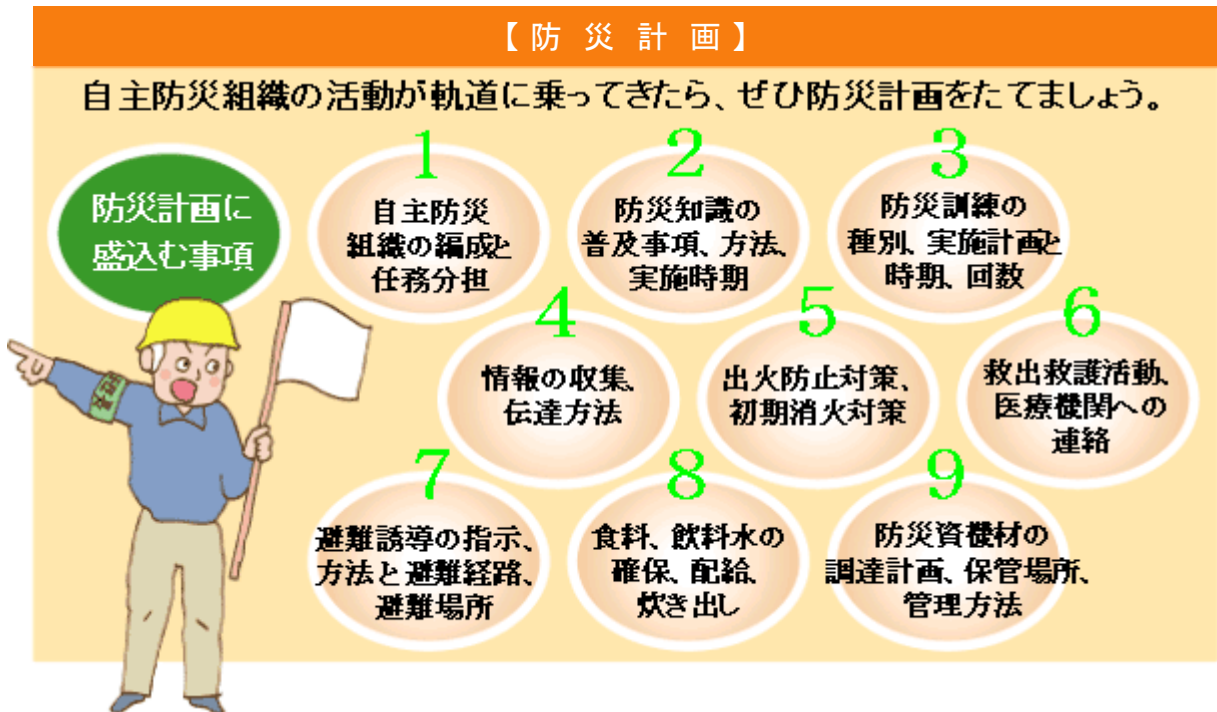 【防 災 計 画】
自主防災組織の活動が軌道に乗ってきたら、ぜひ防災計画をたてましょう。
防災計画に
盛込む事項
1
自主防災
組織の編成と
任務分担
2
防災知識の
普及事項、方法、
実施時期
3
防災訓練の
種別、実施計画と
時期、回数
4
情報の収集、
伝達方法
5
出火防止対策、
初期消火対策
6
救出救護活動、
医療機関への
連絡
7
避難誘導の指示、
方法と避難経路、
避難場所
8
食料、飲料水の
確保、配給、
炊き出し
9
防災資機材の
調達計画、保管場所、
管理方法